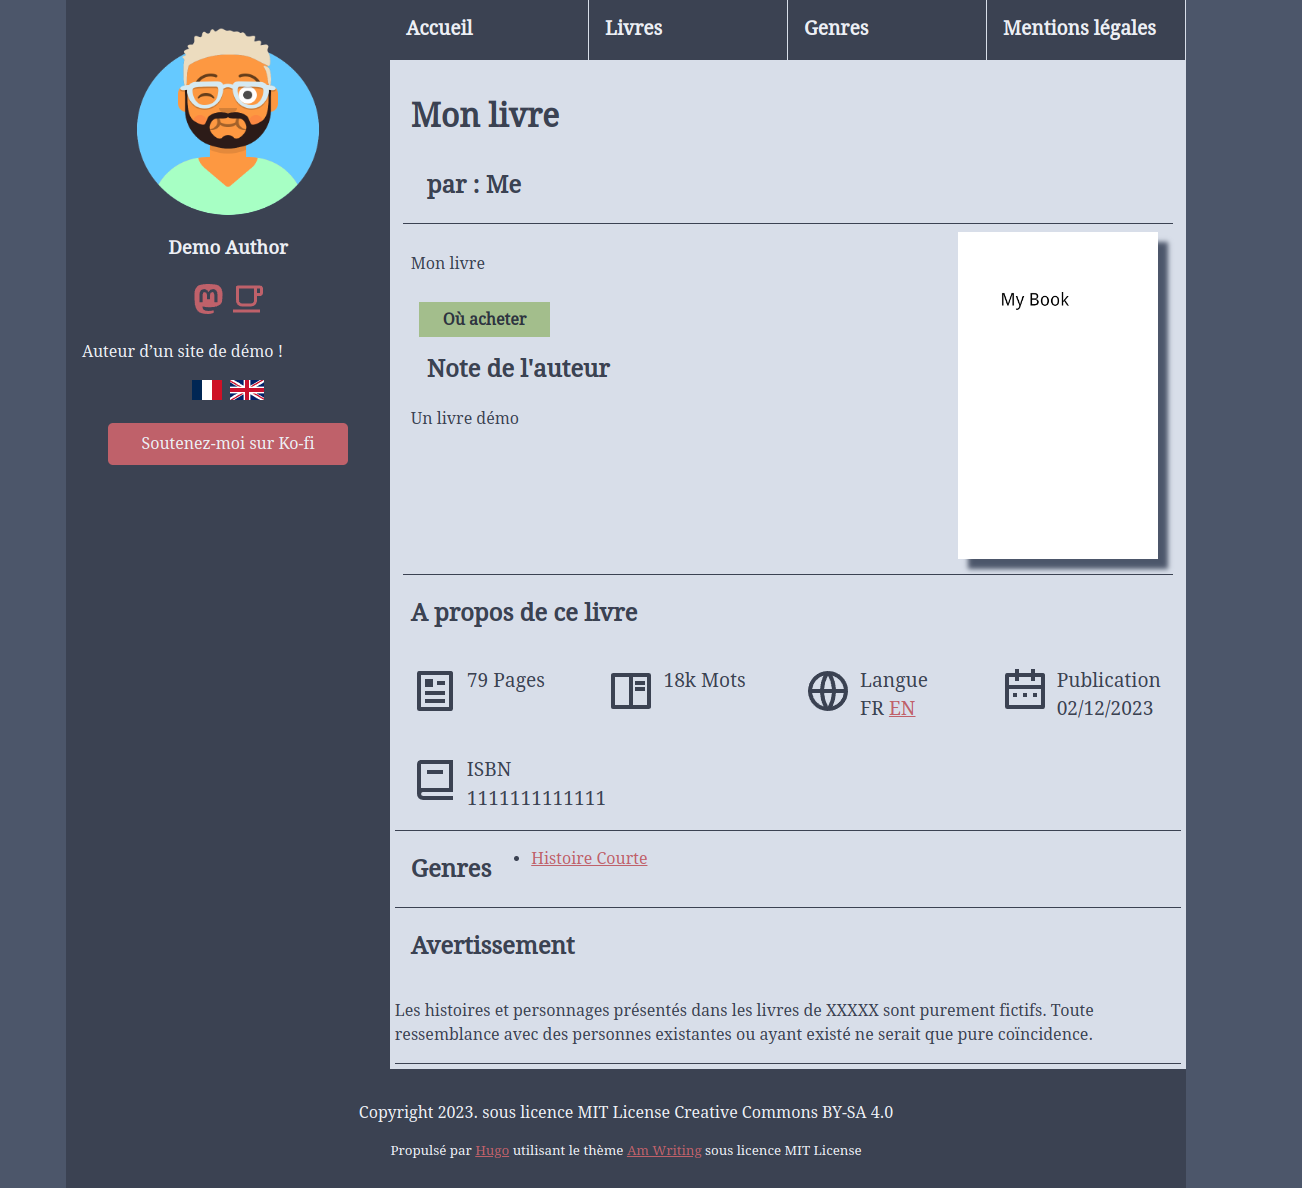 Accueil
Livres
Genres
Mentions légales
Demo Author
Auteur d’un site de démo !
Soutenez-moi sur Ko-fi
Mon livre
par : Me
Mon livre
Où acheter
Note de l'auteur
Un livre démo
My Book
A propos de ce livre
79 Pages
18k Mots
Langue
FR EN
Publication
02/12/2023
ISBN
1111111111111
Genres
Histoire Courte
Avertissement
Les histoires et personnages présentés dans les livres de XXXXX sont purement fictifs. Toute
ressemblance avec des personnes existantes ou ayant existé ne serait que pure coïncidence.
Copyright 2023. sous licence MIT License Creative Commons BY-SA 4.0
Propulsé par Hugo utilisant le thème Am Writing sous licence MIT License